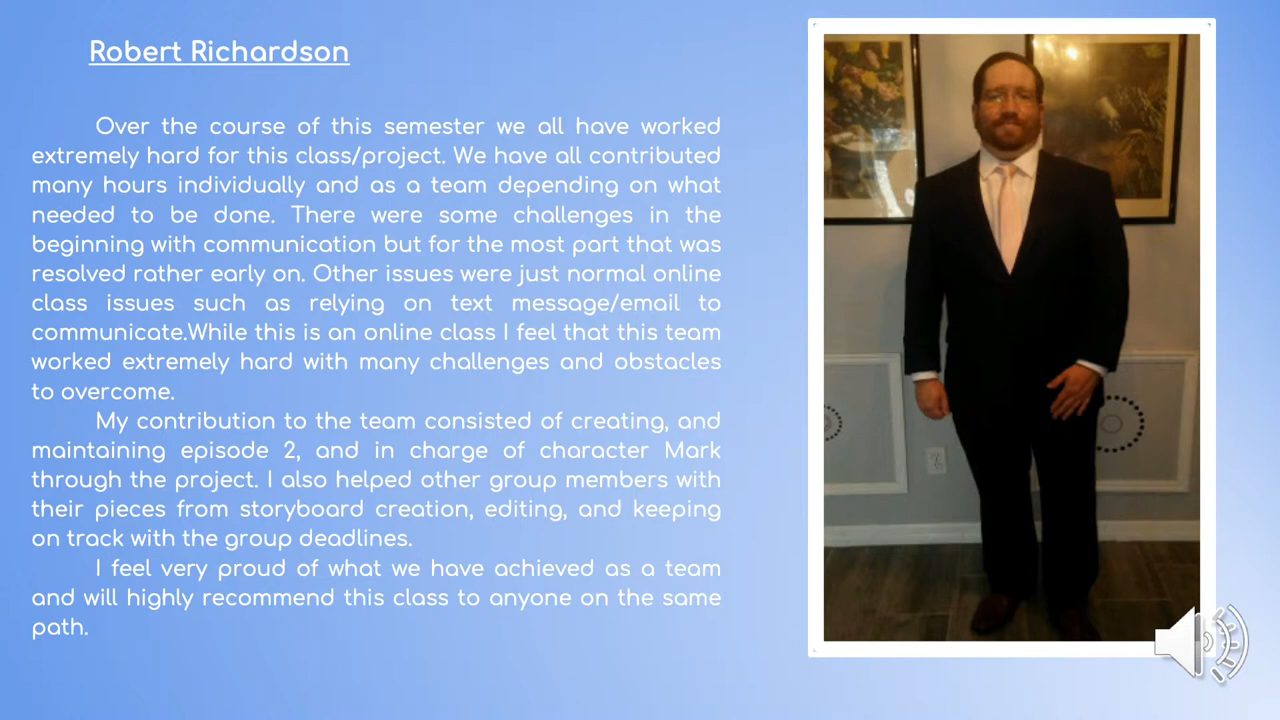 Robert Richardson
Over the course of this semester we all have worked
extremely hard for this class/project. We have all contributed
many hours individually and as a team depending on what
needed to be done. There were some challenges in the
beginning with communication but for the most part that was
resolved rather early on. Other issues were just normal online
class issues such as relying on text message/email to
communicate.While this is an online class I feel that this team
worked extremely hard with many challenges and obstacles
to overcome.
My contribution to the team consisted of creating, and
maintaining episode 2, and in charge of character Mark
through the project. I also helped other group members with
their pieces from storyboard creation, editing, and keeping
on track with the group deadlines.
I feel very proud of what we have achieved as a team
and will highly recommend this class to anyone on the same
path.